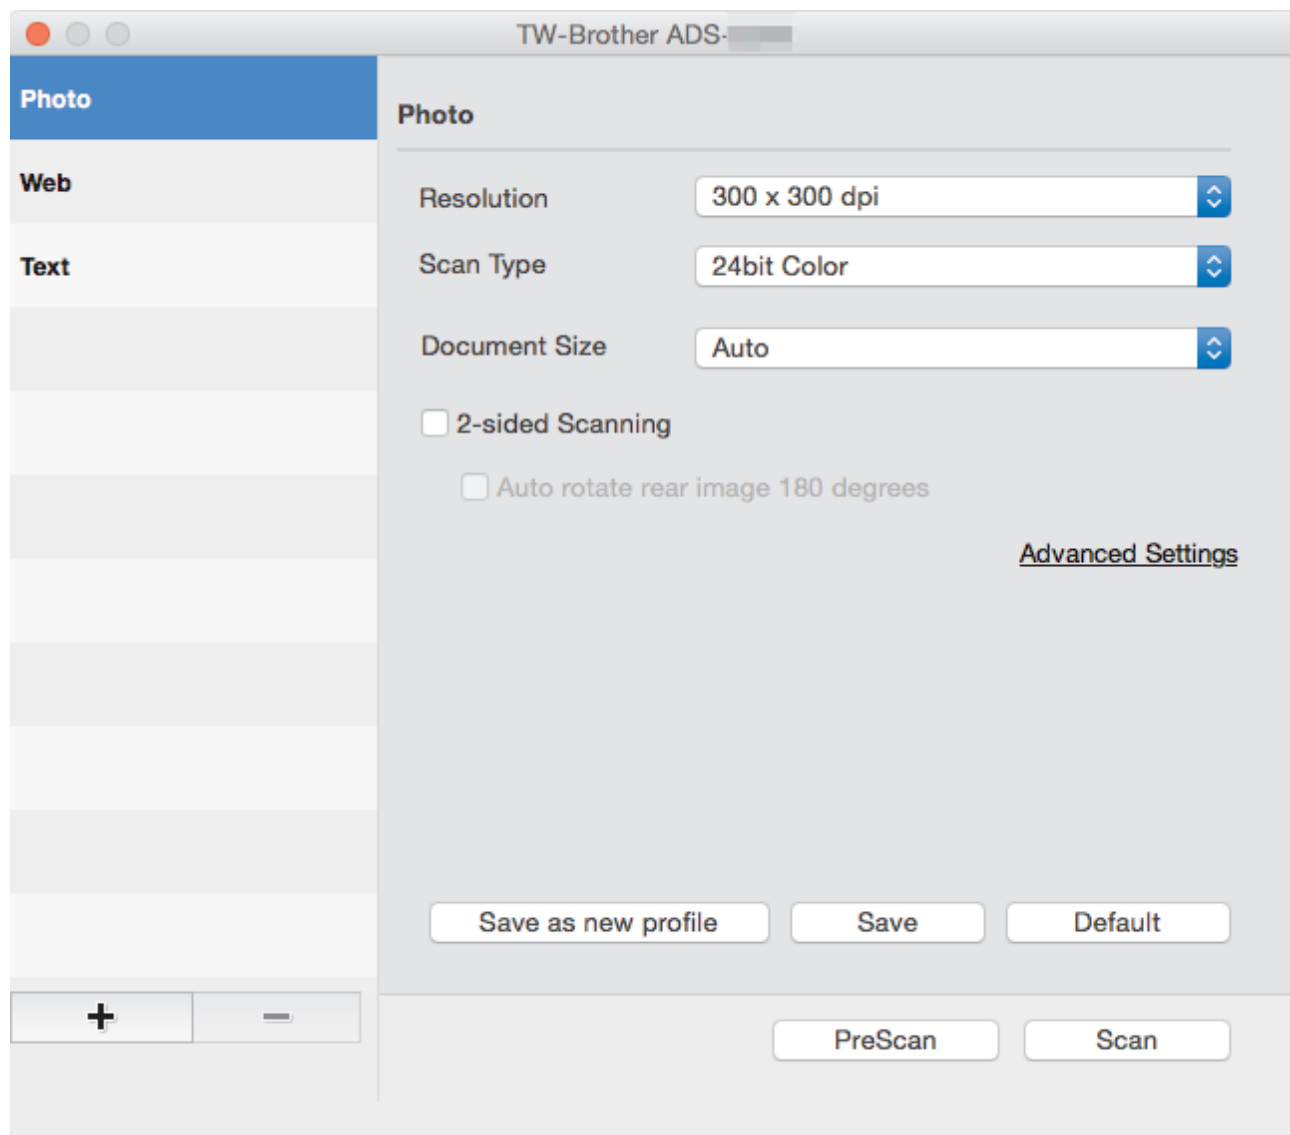 TW-Brother ADS-
Photo
Web
Text
Photo
Resolution
300 x 300 dpi
Scan Type
24bit Color
Document Size
Auto
2-sided Scanning
Auto rotate rear image 180 degrees
Advanced Settings
Save as new profile
Save
Default
PreScan
Scan